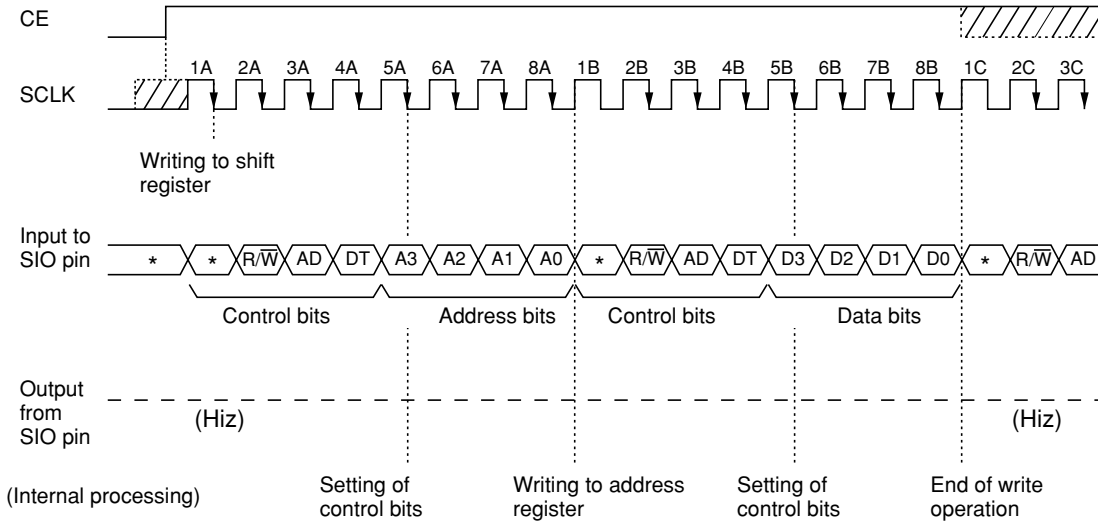 CE
1A 2A 3A 4A 5A 6A 7A 8A 1B 2B 3B 4B 5B 6B 7B 8B 1C 2C 3C
SCLK
Writing to shift
register
Input to
SIO pin
* * R/W̅ AD DT A3 A2 A1 A0 * R/W̅ AD DT D3 D2 D1 D0 * R/W̅ AD
Control bits Address bits Control bits Data bits
Output
from
SIO pin
(Hiz) (Hiz)
(Internal processing)
Setting of
control bits
Writing to address
register
Setting of
control bits
End of write
operation